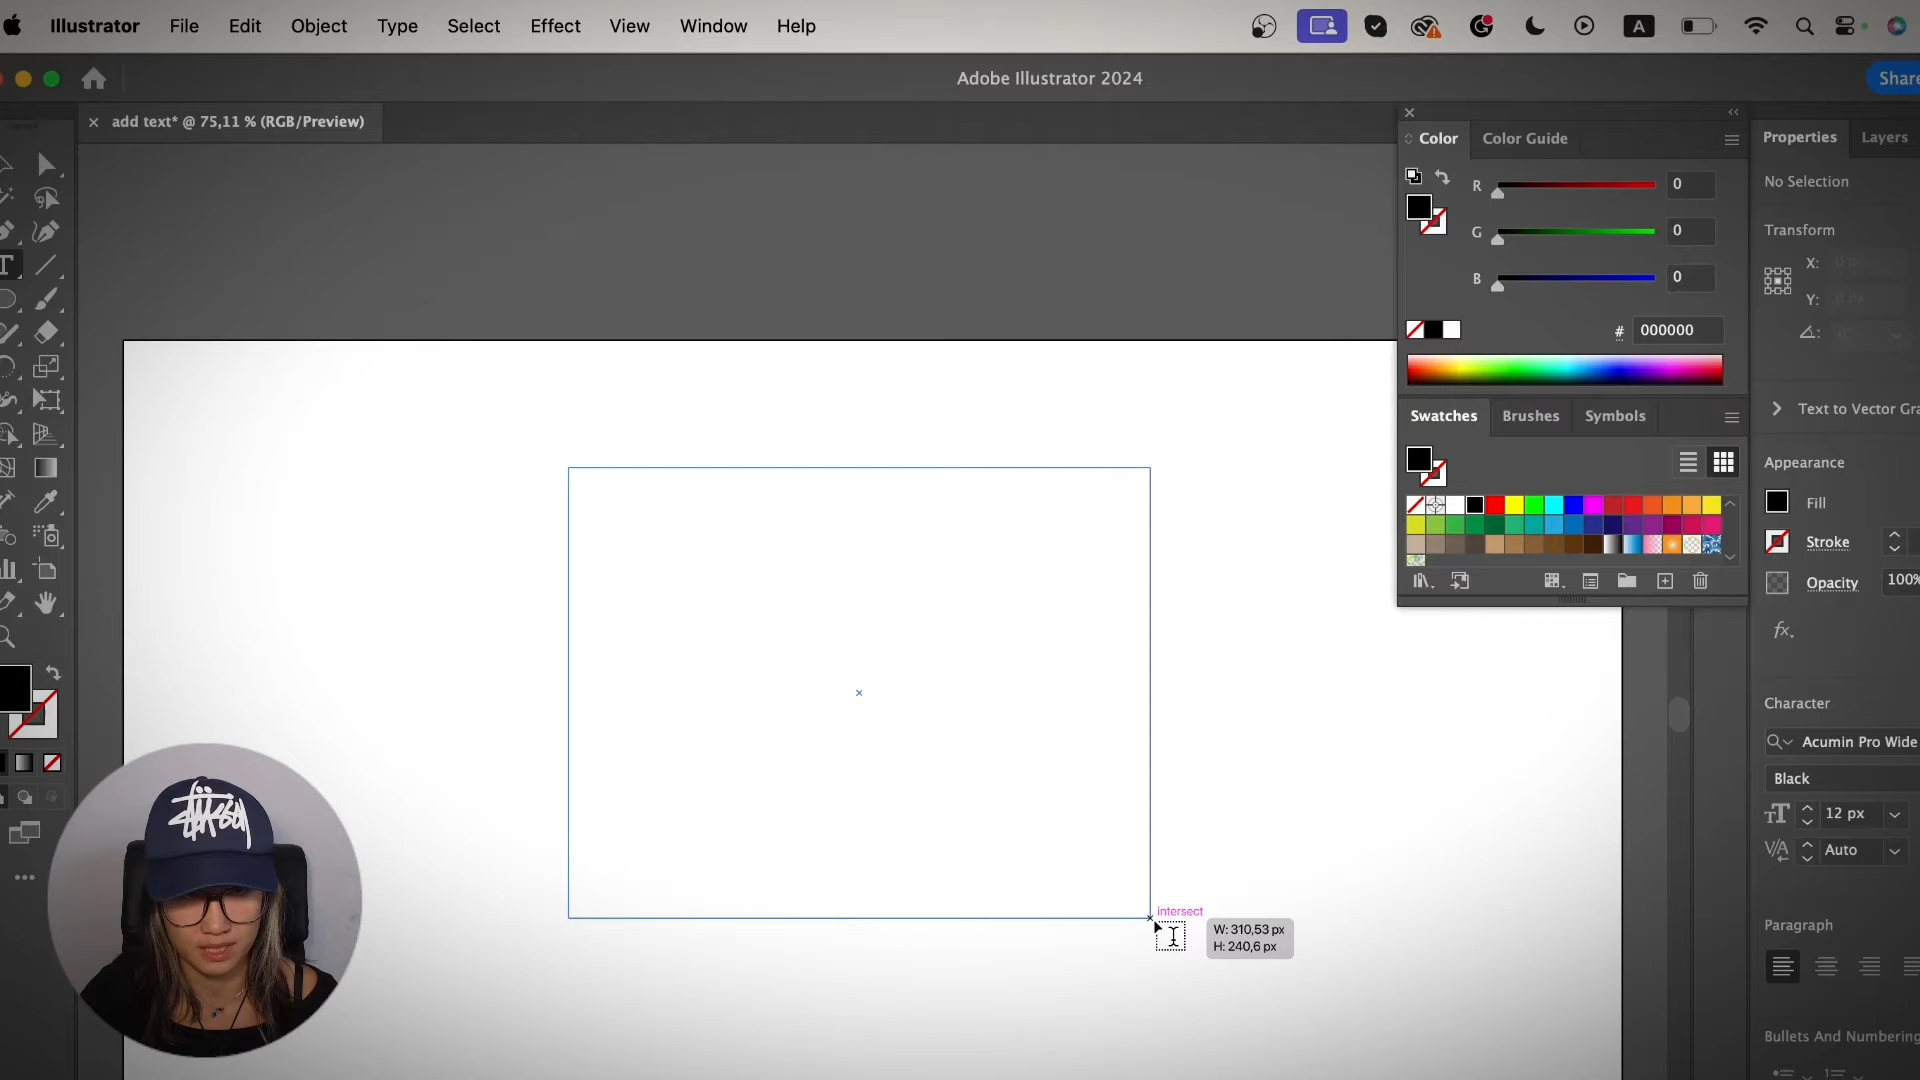 Illustrator File Edit Object Type Select Effect View Window Help
A
Adobe Illustrator 2024
Share
add text* @ 75,11 % (RGB/Preview)
Color Color Guide
Properties Layers
No Selection
R 0
Transform
G 0
X:
B 0
Y:
# 000000
Text to Vector Gra
Swatches Brushes Symbols
Appearance
Fill
Stroke
Opacity 100%
fx.
Character
Acumin Pro Wide
Black
12 px
V/A Auto
intersect
W: 310,53 px
H: 240,6 px
Paragraph
Bullets And Numbering